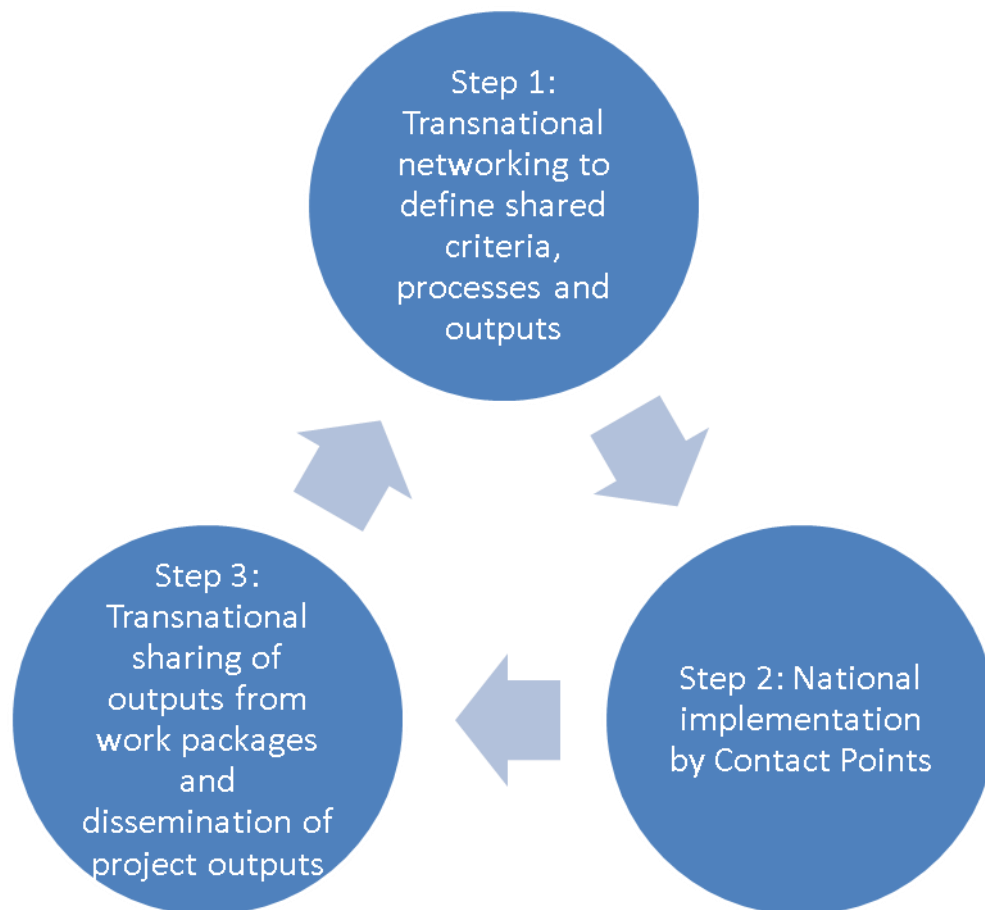 Step 1:
Transnational
networking to
define shared
criteria,
processes and
outputs
Step 2: National
implementation
by Contact Points
Step 3:
Transnational
sharing of
outputs from
work packages
and
dissemination of
project outputs